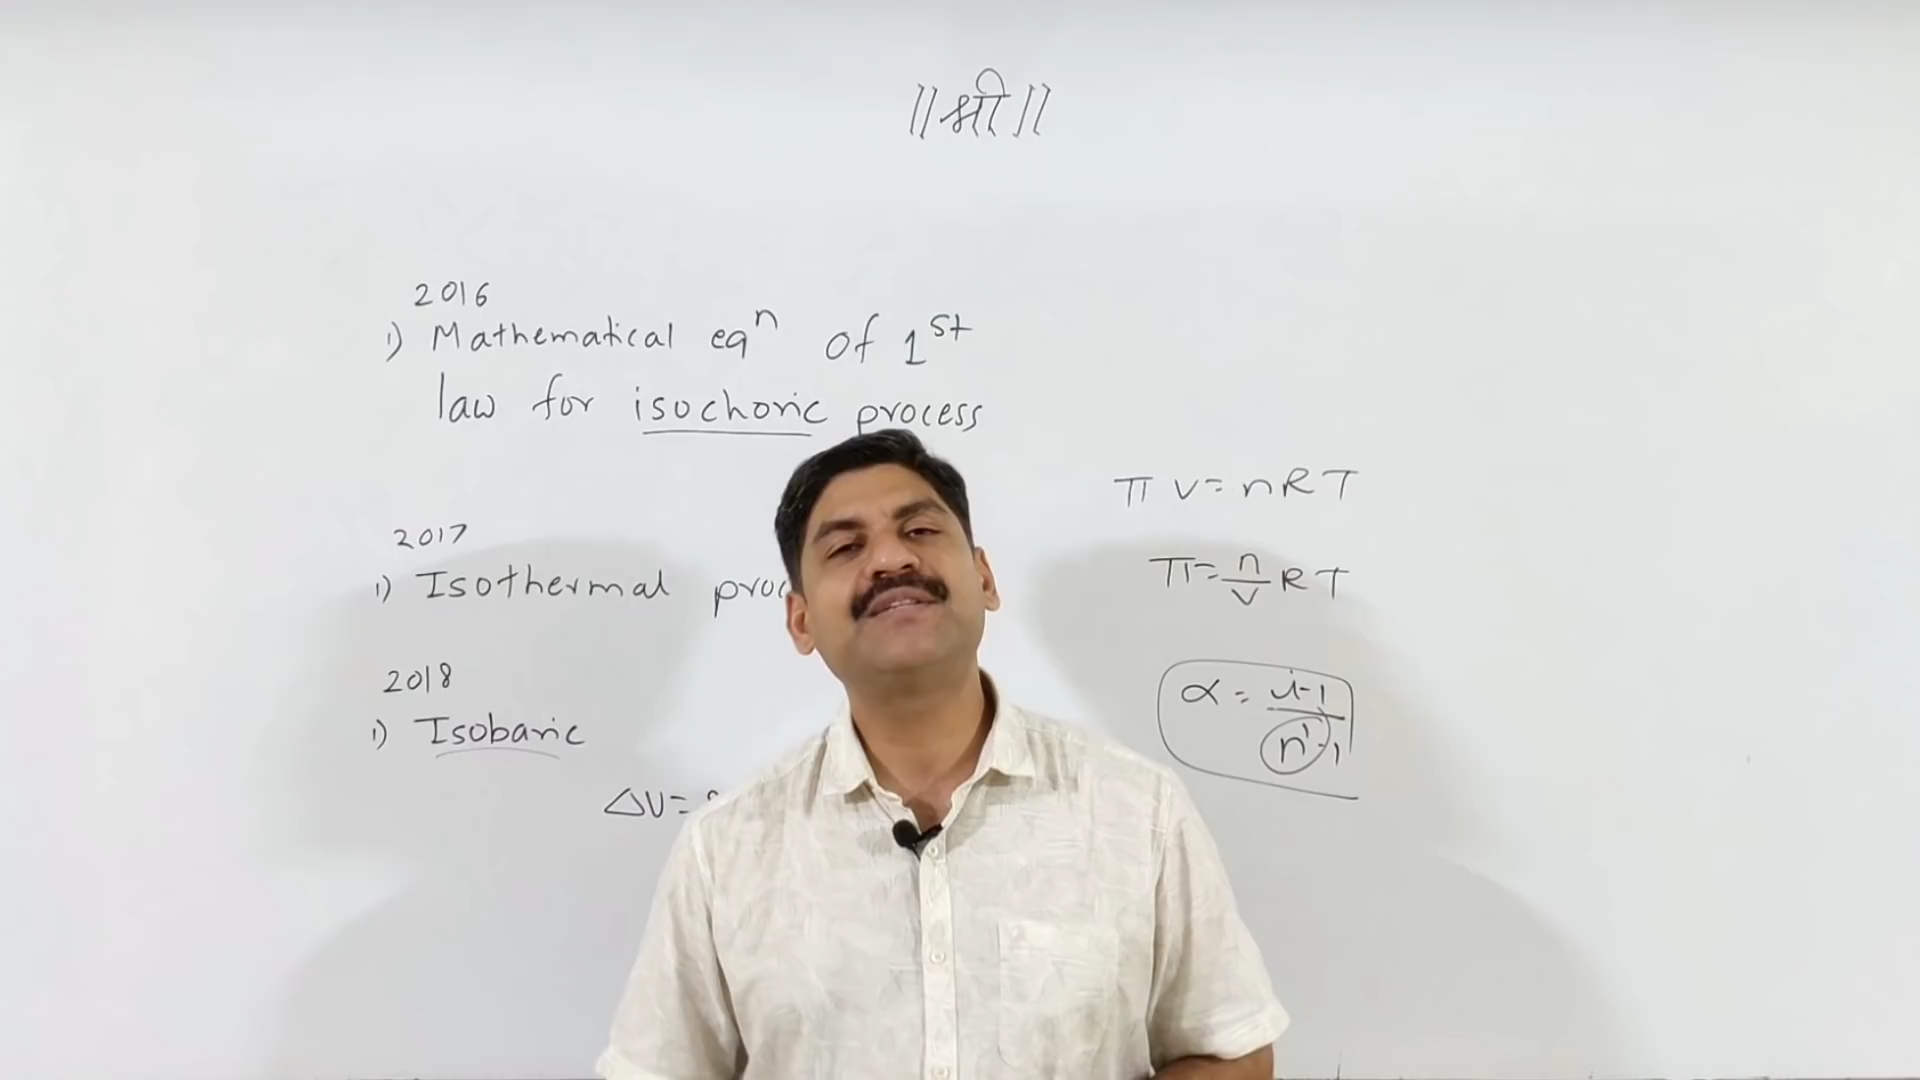 ॥श्री॥
2016
1) Mathematical eqⁿ of 1ˢᵗ
law for isochoric process
2017
1) Isothermal
2018
1) Isobaric
ΔU=
π V = nRT
π = n/V RT
α = i-1/n'-1